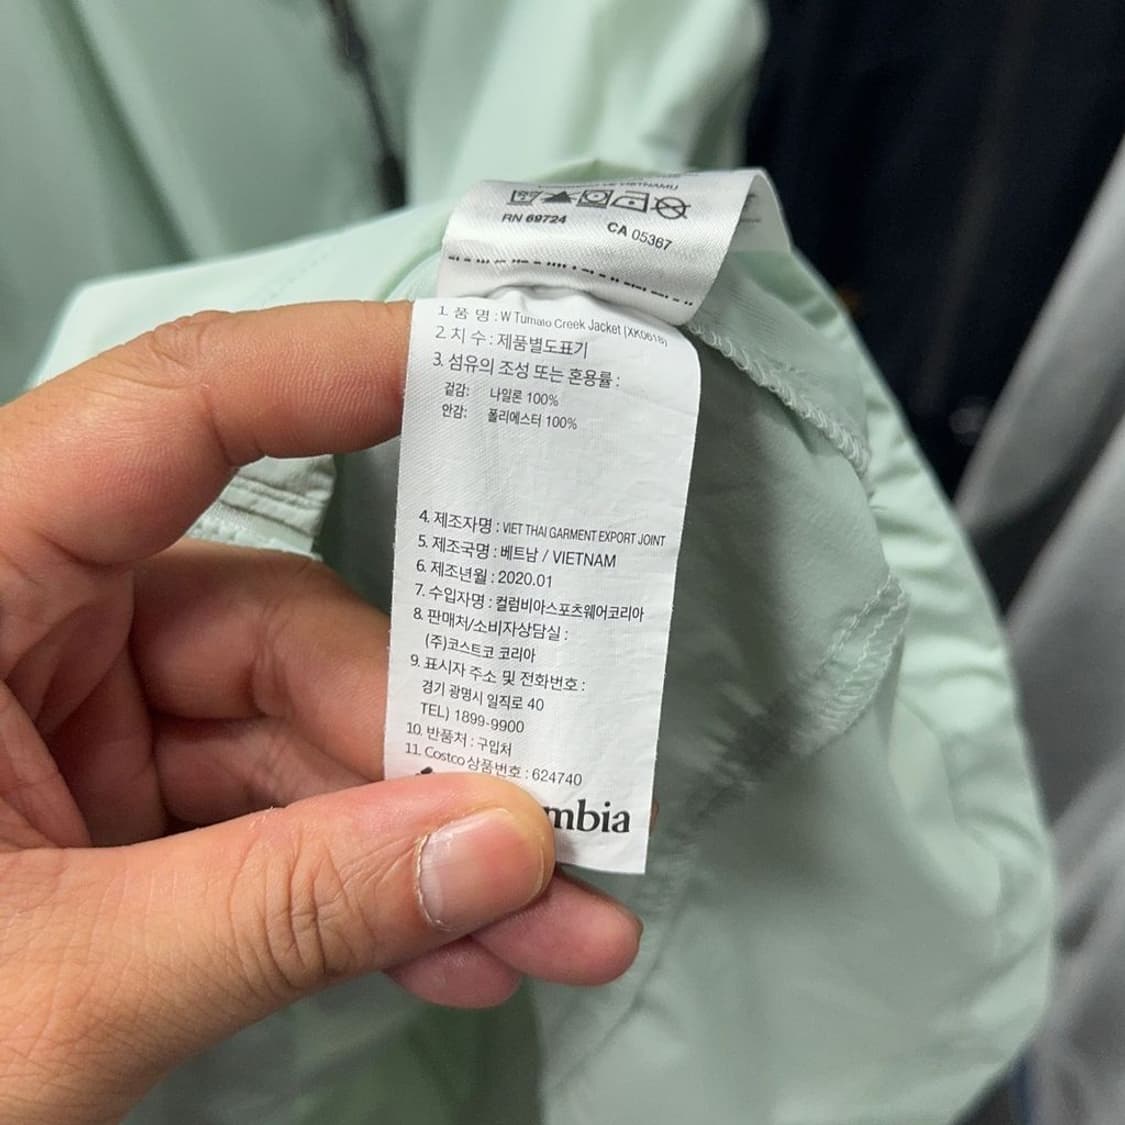 RN 69724 CA 05367
1. 품 명 : W Tumalo Creek Jacket (XK0618)
2. 치 수 : 제품별도표기
3. 섬유의 조성 또는 혼용률 :
겉감: 나일론 100%
안감: 폴리에스터 100%
4. 제조자명 : VIET THAI GARMENT EXPORT JOINT
5. 제조국명 : 베트남 / VIETNAM
6. 제조년월 : 2020.01
7. 수입자명 : 컬럼비아스포츠웨어코리아
8. 판매처/소비자상담실 :
(주)코스트코 코리아
9. 표시자 주소 및 전화번호 :
경기 광명시 일직로 40
TEL) 1899-9900
10. 반품처 : 구입처
11. Costco 상품번호 : 624740
mbia